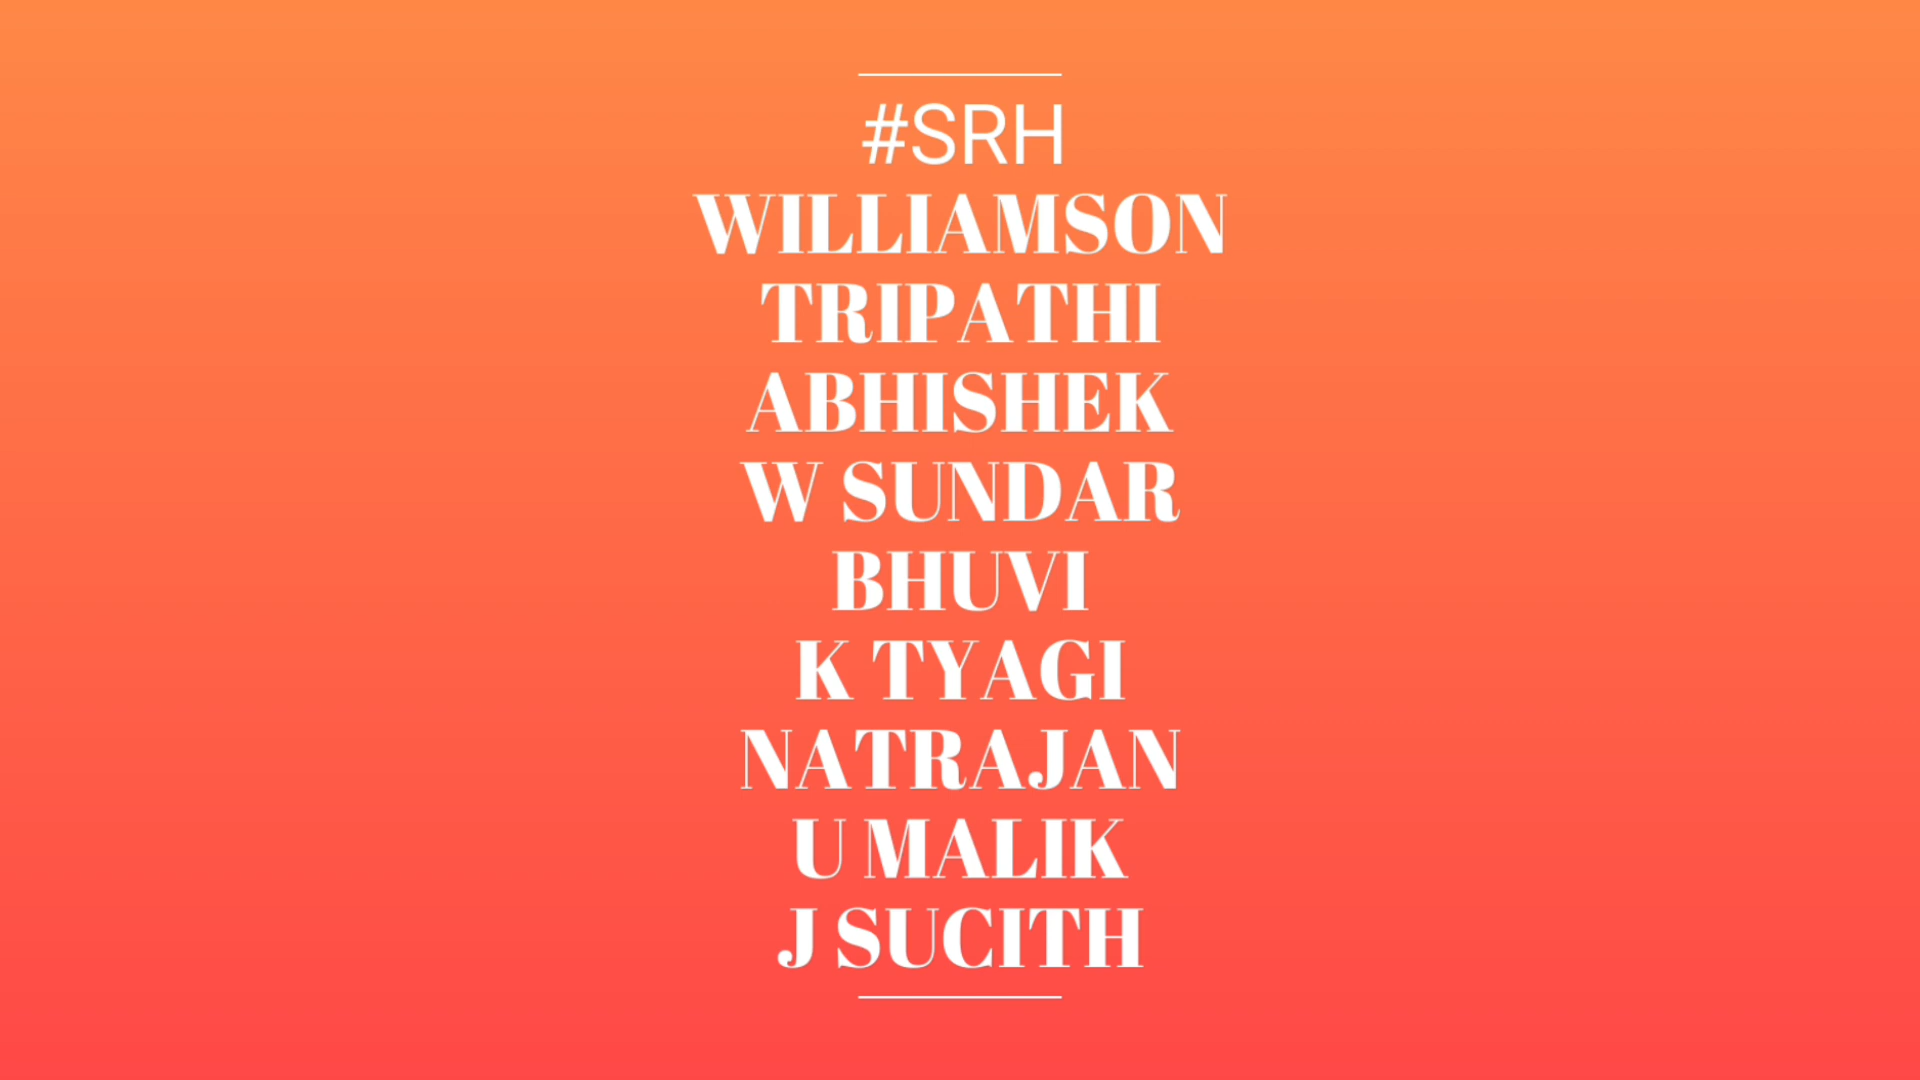 #SRH
WILLIAMSON
TRIPATHI
ABHISHEK
W SUNDAR
BHUVI
K TYAGI
NATRAJAN
U MALIK
J SUCITH